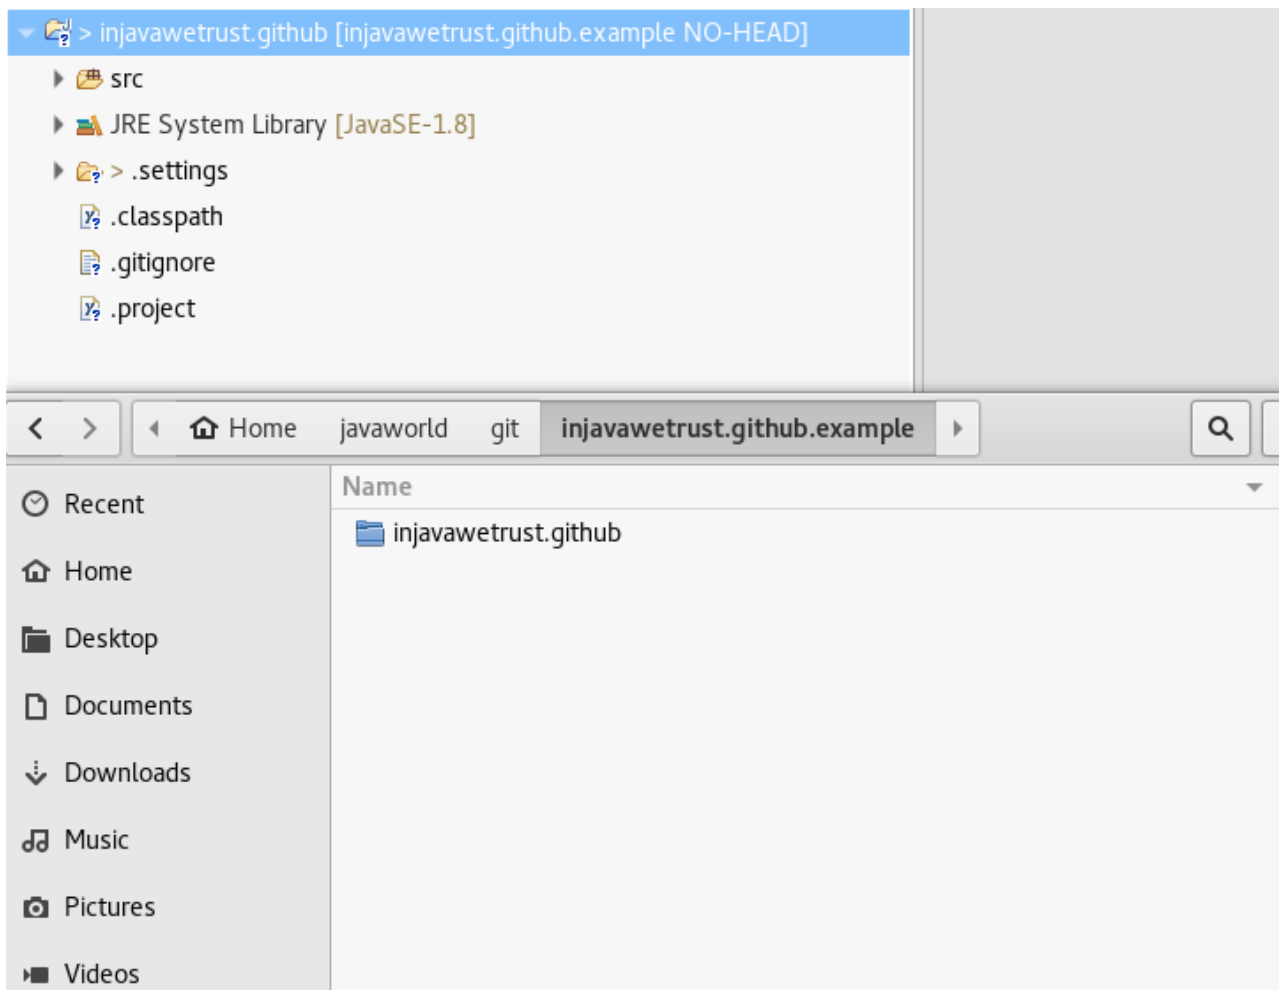 > injavawetrust.github [injavawetrust.github.example NO-HEAD]
src
JRE System Library [JavaSE-1.8]
> .settings
.classpath
.gitignore
.project
Home javaworld git injavawetrust.github.example
Name
Recent
injavawetrust.github
Home
Desktop
Documents
Downloads
Music
Pictures
Videos